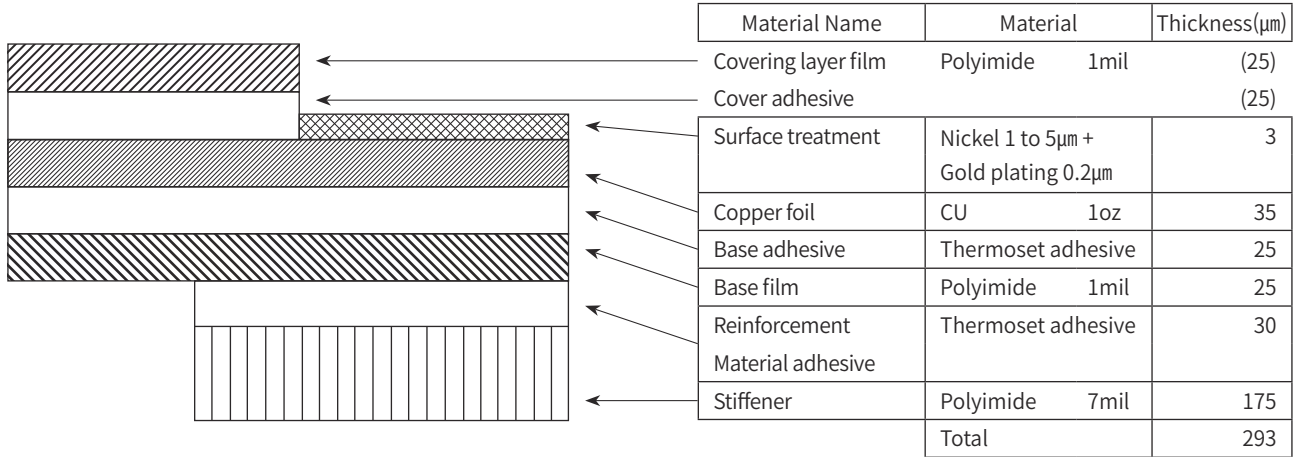 Material Name Material Thickness(μm)
Covering layer film Polyimide 1mil (25)
Cover adhesive (25)
Surface treatment Nickel 1 to 5μm + 3
Gold plating 0.2μm
Copper foil CU 1oz 35
Base adhesive Thermoset adhesive 25
Base film Polyimide 1mil 25
Reinforcement Thermoset adhesive 30
Material adhesive
Stiffener Polyimide 7mil 175
Total 293